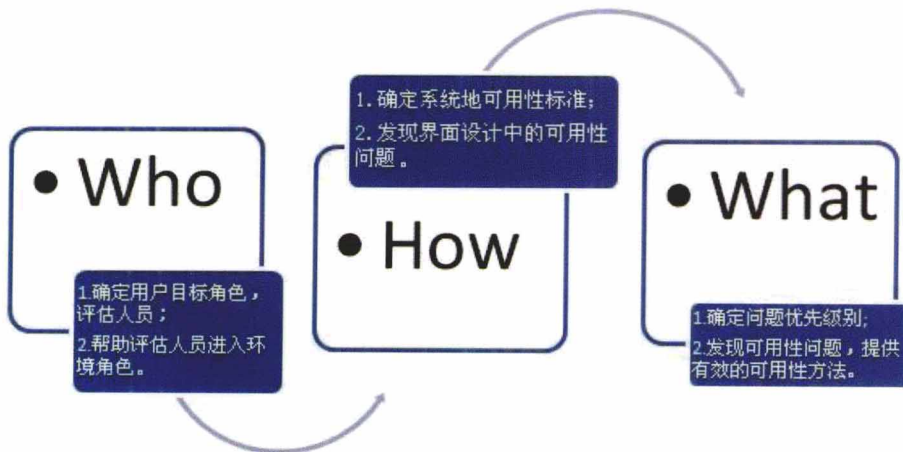 • Who
1.确定用户目标角色，
评估人员；
2.帮助评估人员进入环
境角色。
1.确定系统地可用性标准；
2.发现界面设计中的可用性
问题。
• How
• What
1.确定问题优先级别;
2.发现可用性问题，提供
有效的可用性方法。